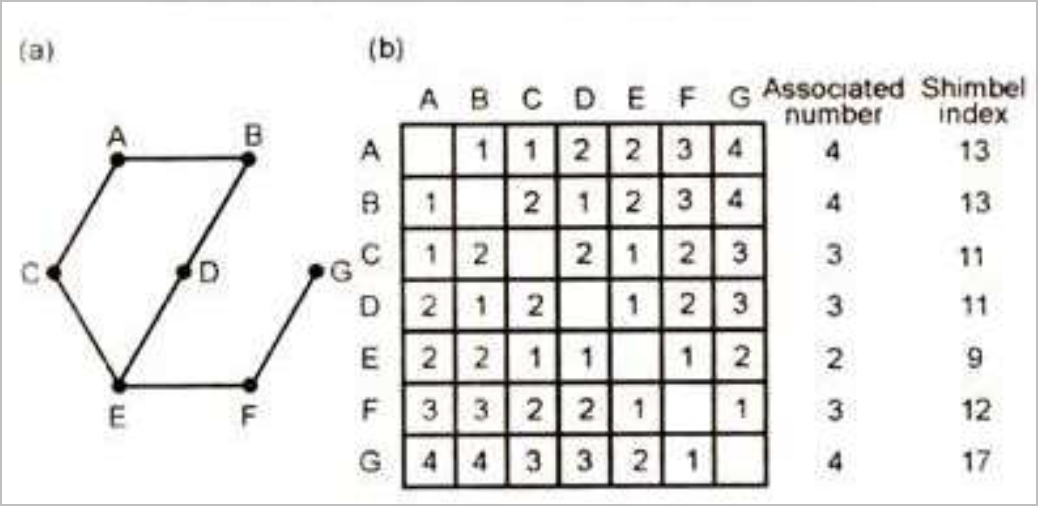 (a)
A B
C D G
E F
(b)
A B C D E F G Associated number Shimbel index
A 1 1 2 2 3 4 4 13
B 1 2 1 2 3 4 4 13
C 1 2 2 1 2 3 3 11
D 2 1 2 1 2 3 3 11
E 2 2 1 1 1 2 2 9
F 3 3 2 2 1 1 3 12
G 4 4 3 3 2 1 4 17